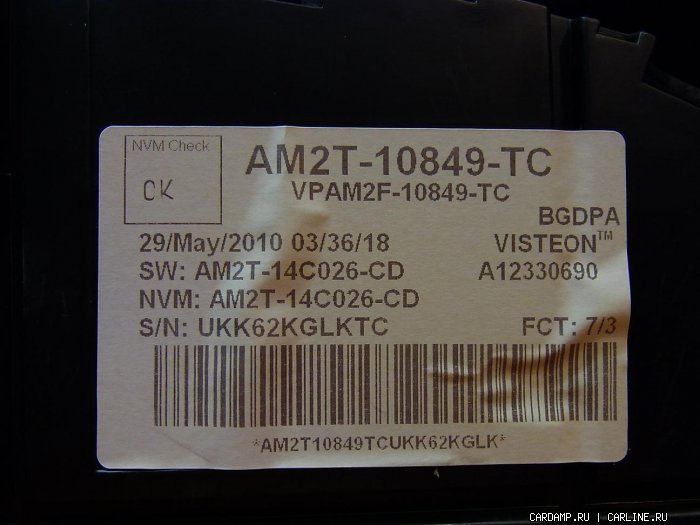 NVM Check
OK
AM2T-10849-TC
VPAM2F-10849-TC
BGDPA
29/May/2010 03/36/18
VISTEON™
SW: AM2T-14C026-CD
A12330690
NVM: AM2T-14C026-CD
S/N: UKK62KGLKTC
FCT: 7/3
*AM2T10849TCUKK62KGLK*
CARDAMP.RU | CARLINE.RU